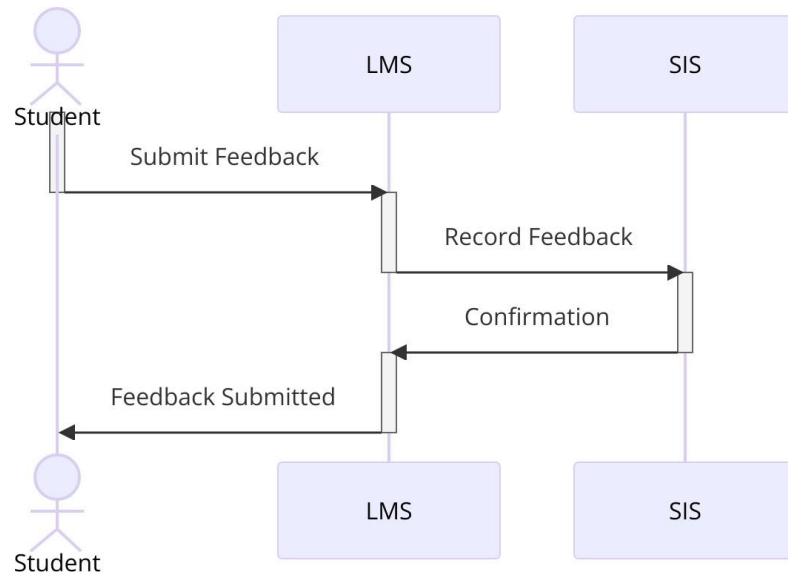 LMS
SIS
Student
Submit Feedback
Record Feedback
Confirmation
Feedback Submitted
LMS
SIS
Student